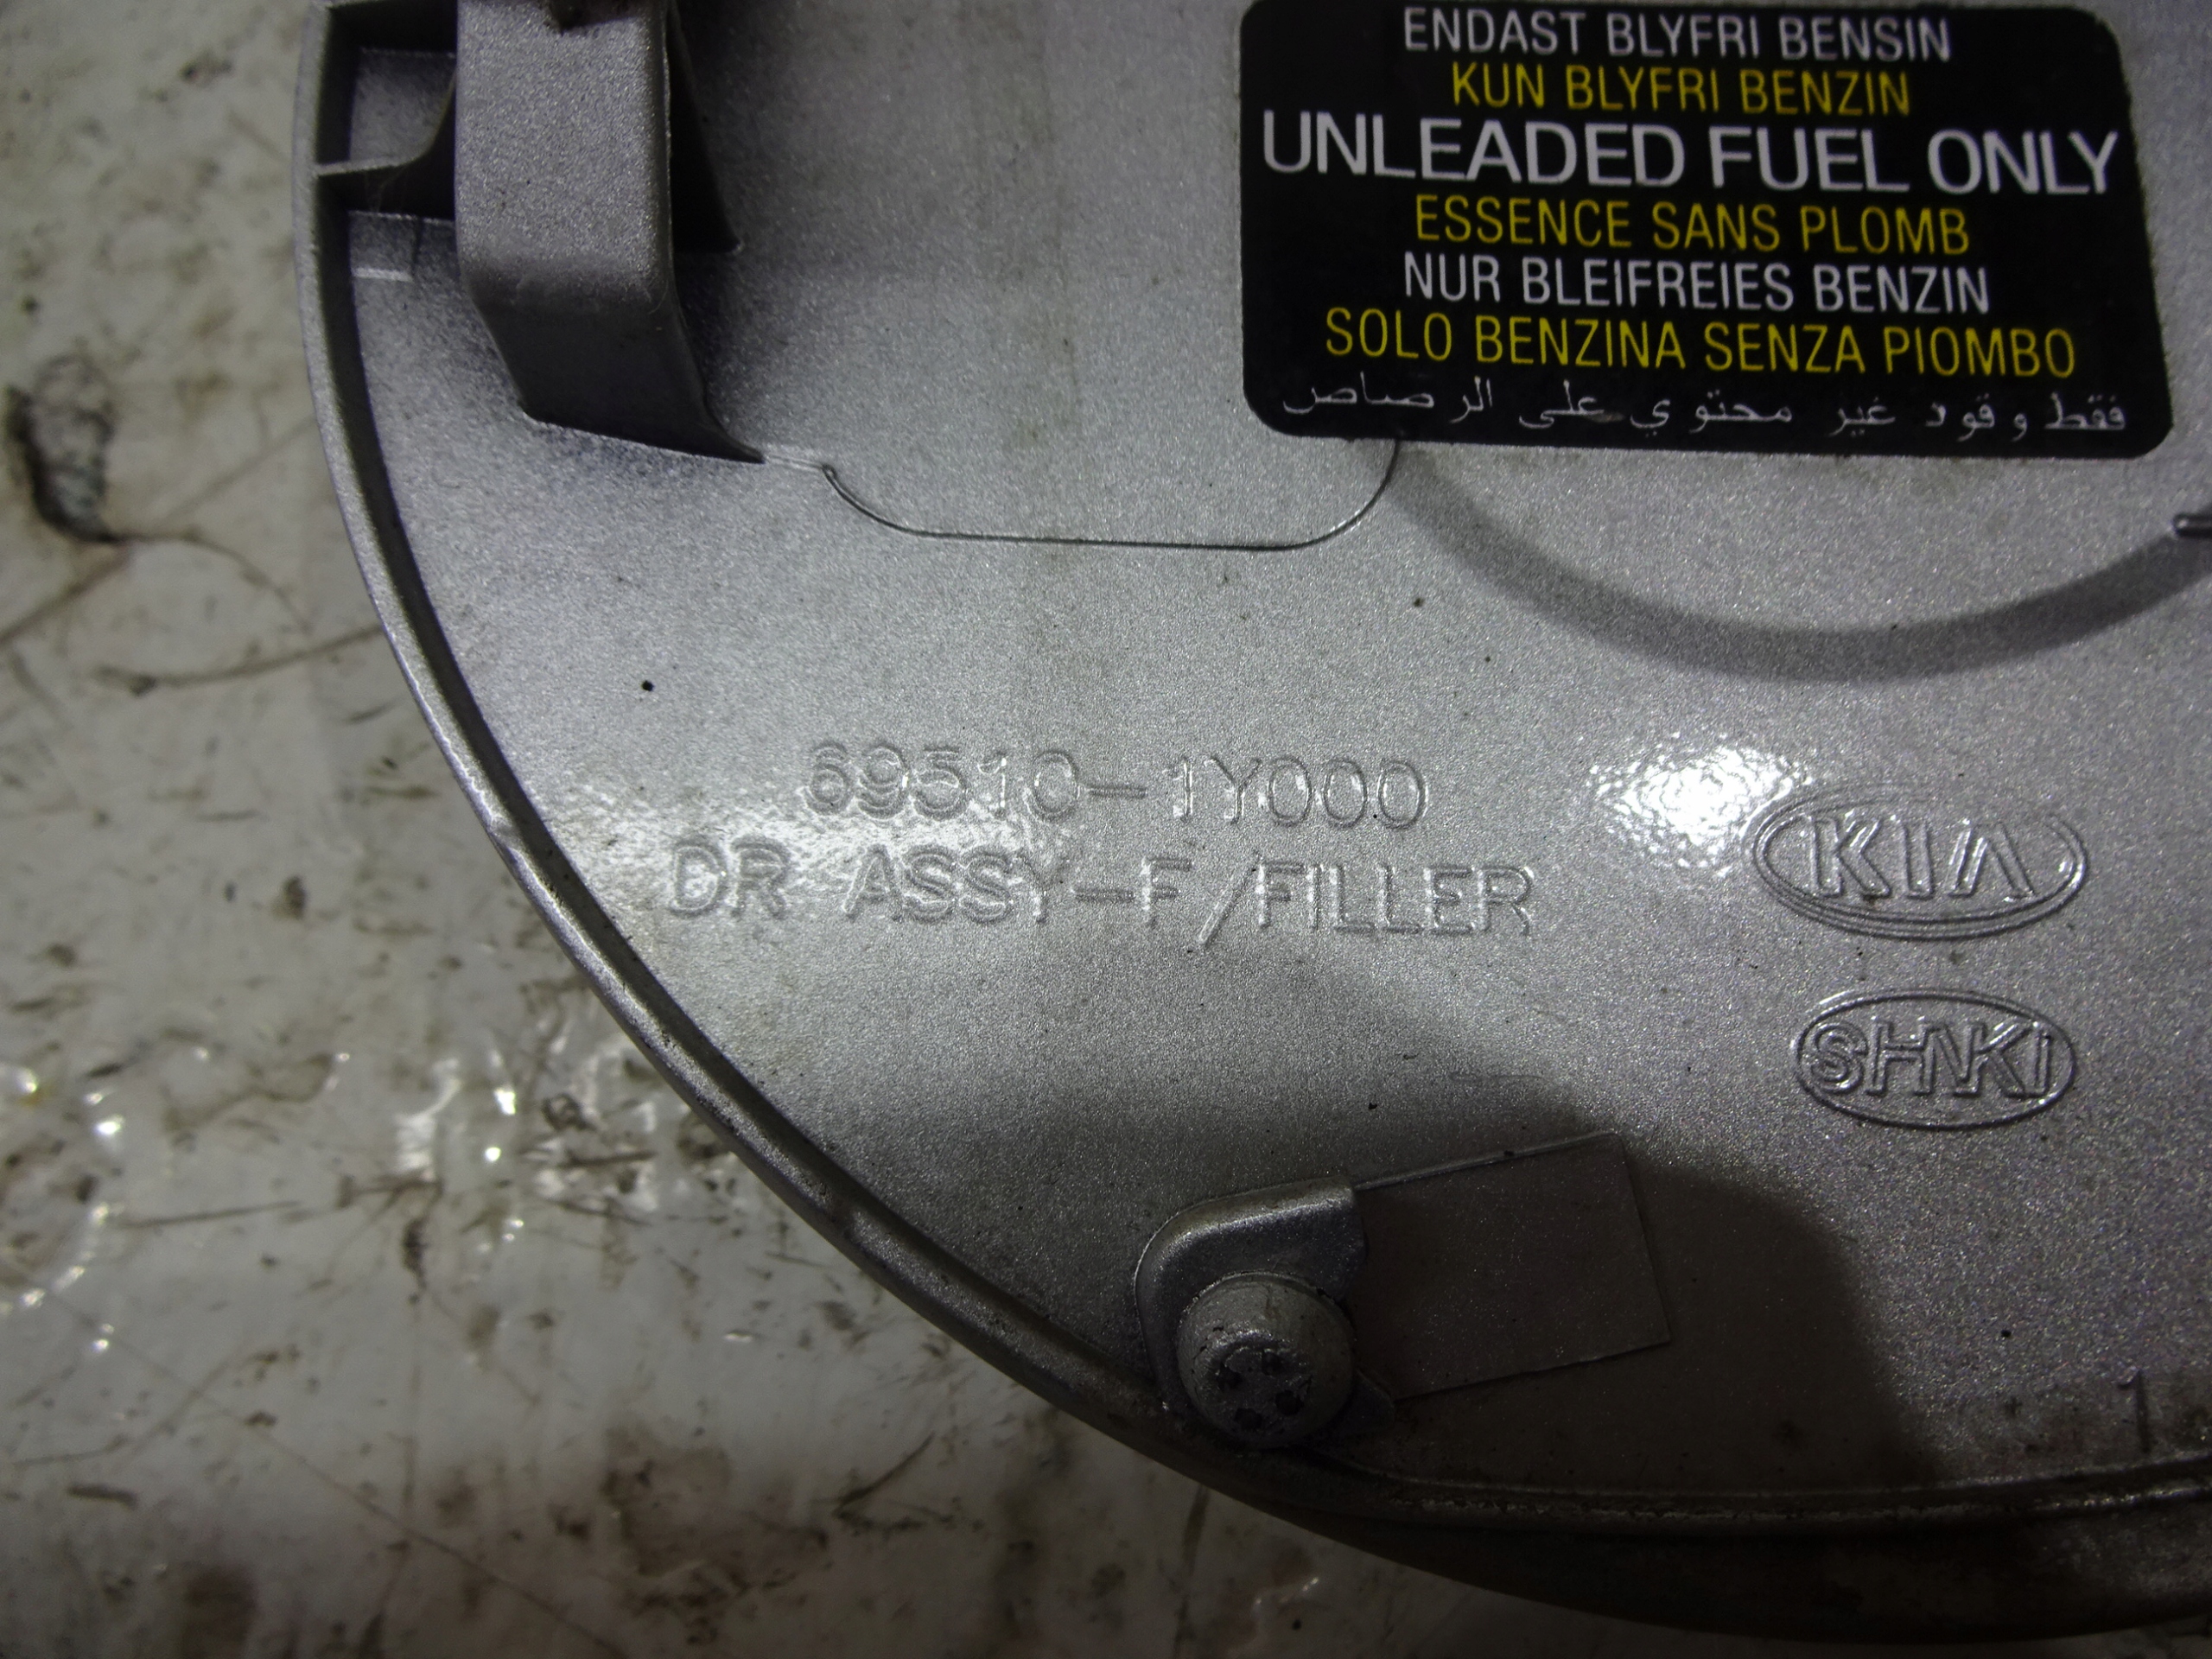 ENDAST BLYFRI BENSIN
KUN BLYFRI BENZIN
UNLEADED FUEL ONLY
ESSENCE SANS PLOMB
NUR BLEIFREIES BENZIN
SOLO BENZINA SENZA PIOMBO
فقط وقود غير محتوي على الرصاص
69510-1Y000
DR ASSY-F/FILLER
KIA
SHNKI